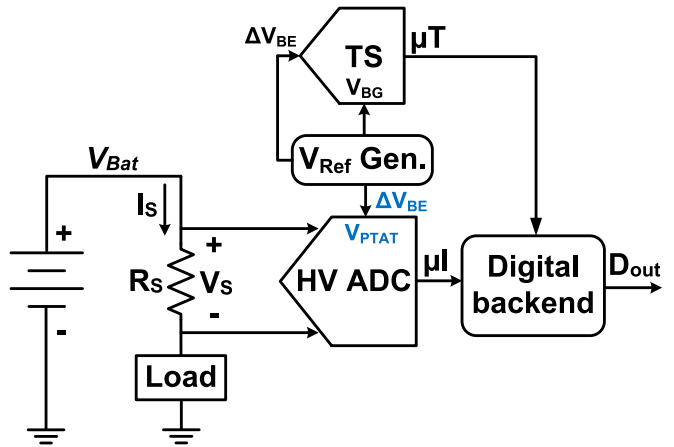 ΔV_BE
TS
V_BG
μT
V_Ref Gen.
V_Bat
I_S
ΔV_BE
V_PTAT
+
+
R_S
V_S
HV ADC
μI
Digital
backend
D_out
-
-
Load